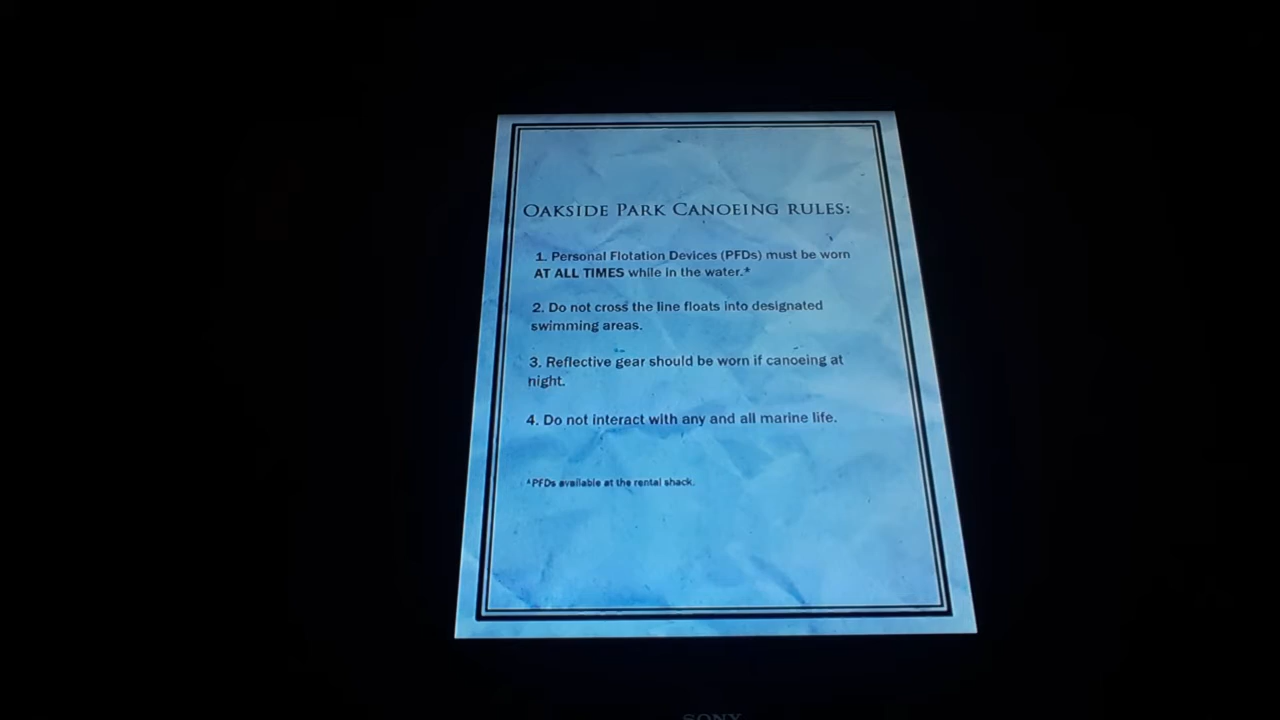 OAKSIDE PARK CANOEING RULES:
1. Personal Flotation Devices (PFDs) must be worn
AT ALL TIMES while in the water.*
2. Do not cross the line floats into designated
swimming areas.
3. Reflective gear should be worn if canoeing at
night.
4. Do not interact with any and all marine life.
*PFDs available at the rental shack.
SONY